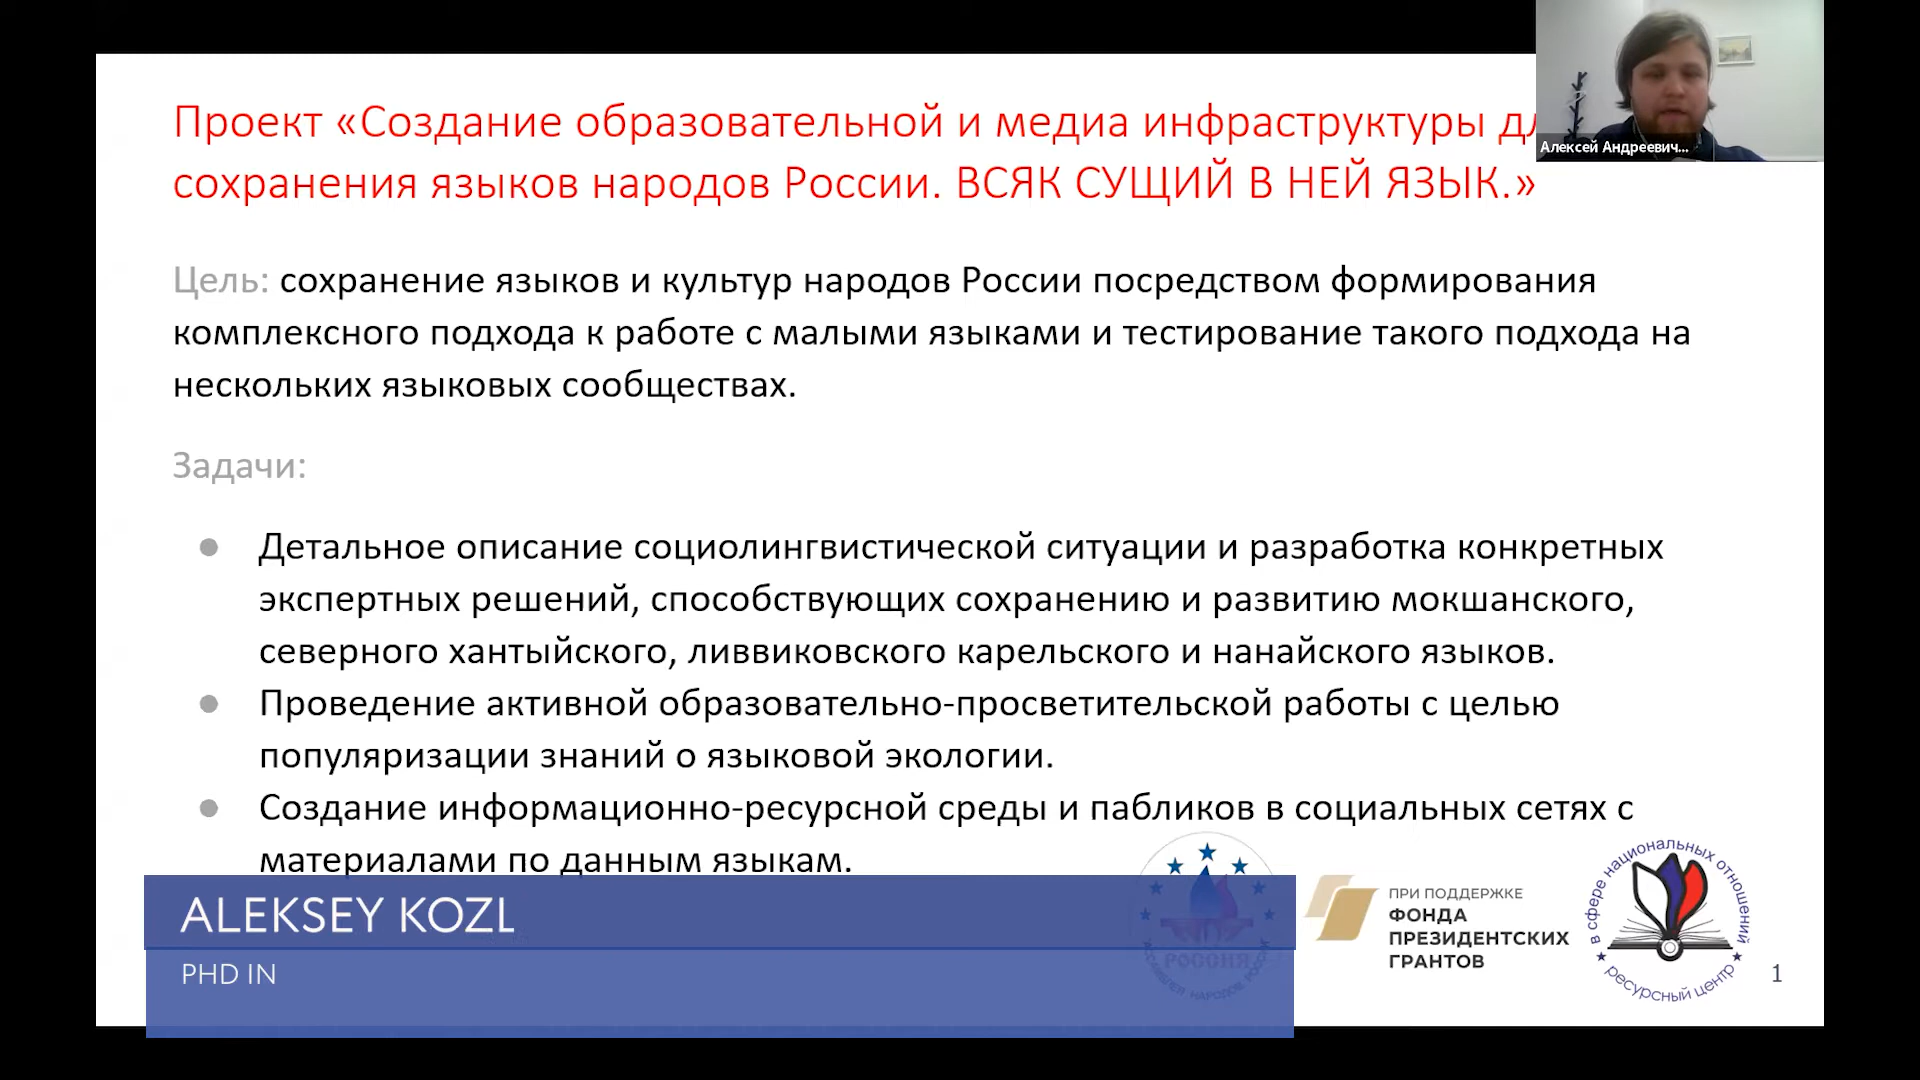 Проект «Создание образовательной и медиа инфраструктуры
сохранения языков народов России. ВСЯК СУЩИЙ В НЕЙ ЯЗЫК.»
Алексей Андреевич...
Цель: сохранение языков и культур народов России посредством формирования
комплексного подхода к работе с малыми языками и тестирование такого подхода на
нескольких языковых сообществах.
Задачи:
● Детальное описание социолингвистической ситуации и разработка конкретных
экспертных решений, способствующих сохранению и развитию мокшанского,
северного хантыйского, ливвиковского карельского и нанайского языков.
● Проведение активной образовательно-просветительской работы с целью
популяризации знаний о языковой экологии.
● Создание информационно-ресурсной среды и пабликов в социальных сетях с
материалами по данным языкам.
ALEKSEY KOZL
PHD IN
РОССИЯ
ПРИ ПОДДЕРЖКЕ
ФОНДА
ПРЕЗИДЕНТСКИХ
ГРАНТОВ
в сфере национальных отношений
ресурсный центр
1